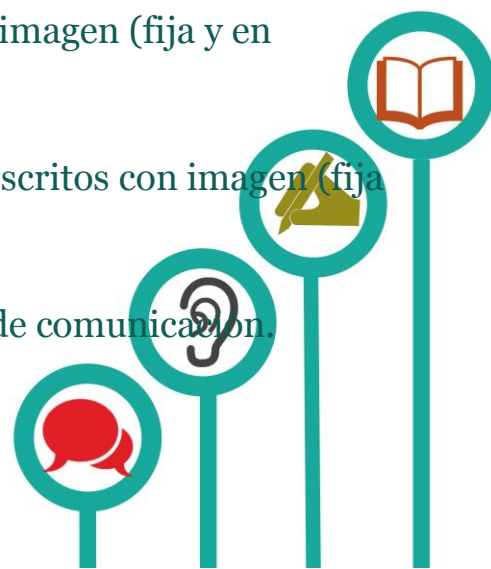 imagen (fija y en
scritos con imagen (fija
de comunicación.